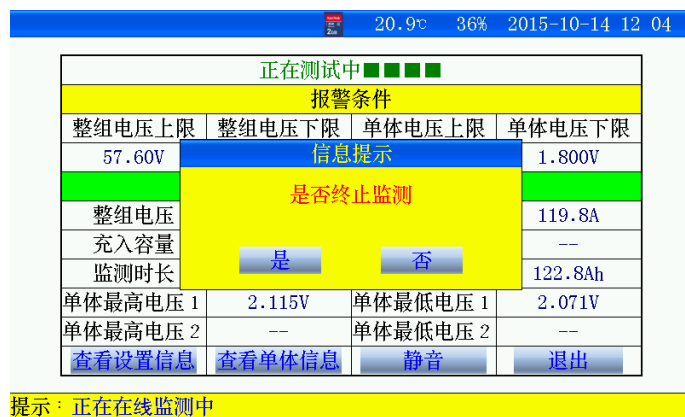 20.9℃ 36% 2015-10-14 12 04
正在测试中■■■■
报警条件
整组电压上限 整组电压下限 单体电压上限 单体电压下限
57.60V 1.800V
信息提示
是否终止监测
是 否
整组电压 119.8A
充入容量 --
监测时长 122.8Ah
单体最高电压1 2.115V 单体最低电压1 2.071V
单体最高电压2 -- 单体最低电压2 --
查看设置信息 查看单体信息 静音 退出
提示：正在在线监测中